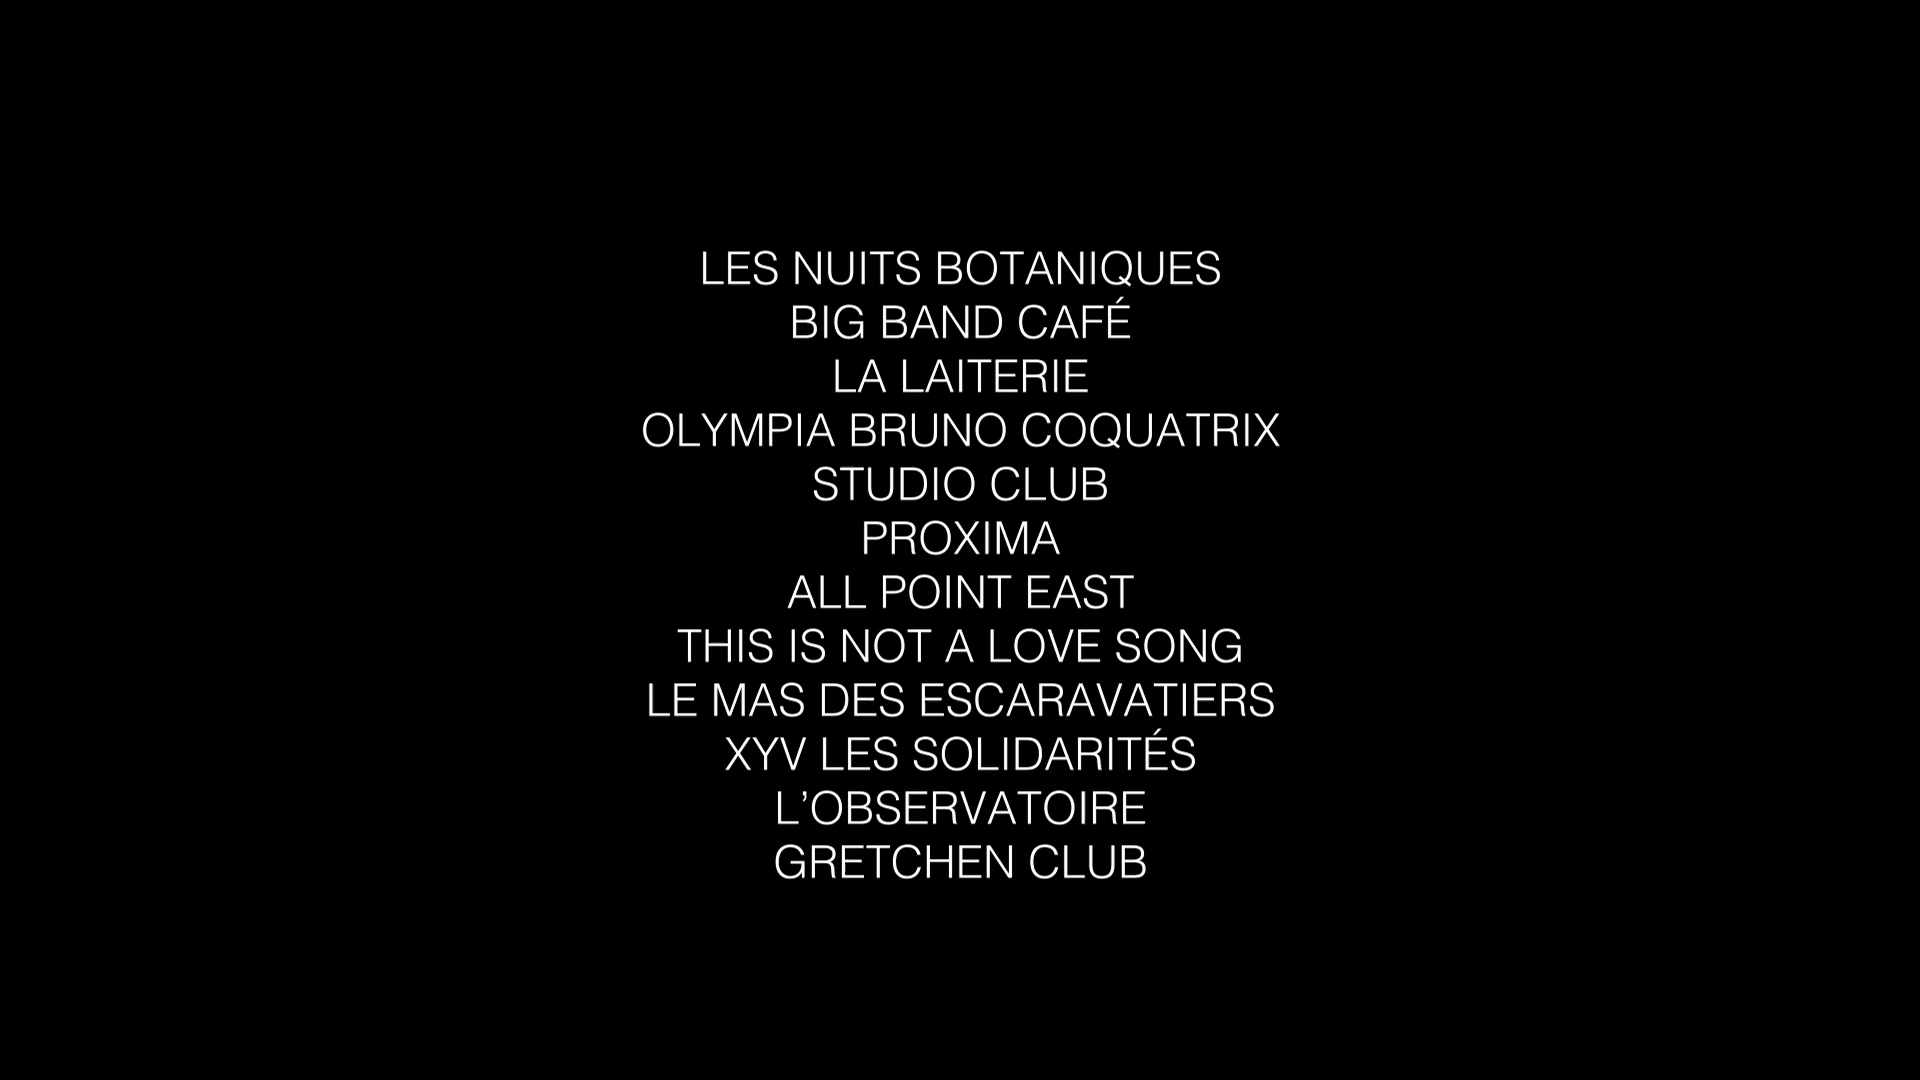 LES NUITS BOTANIQUES
BIG BAND CAFÉ
LA LAITERIE
OLYMPIA BRUNO COQUATRIX
STUDIO CLUB
PROXIMA
ALL POINT EAST
THIS IS NOT A LOVE SONG
LE MAS DES ESCARAVATIERS
XYV LES SOLIDARITÉS
L’OBSERVATOIRE
GRETCHEN CLUB